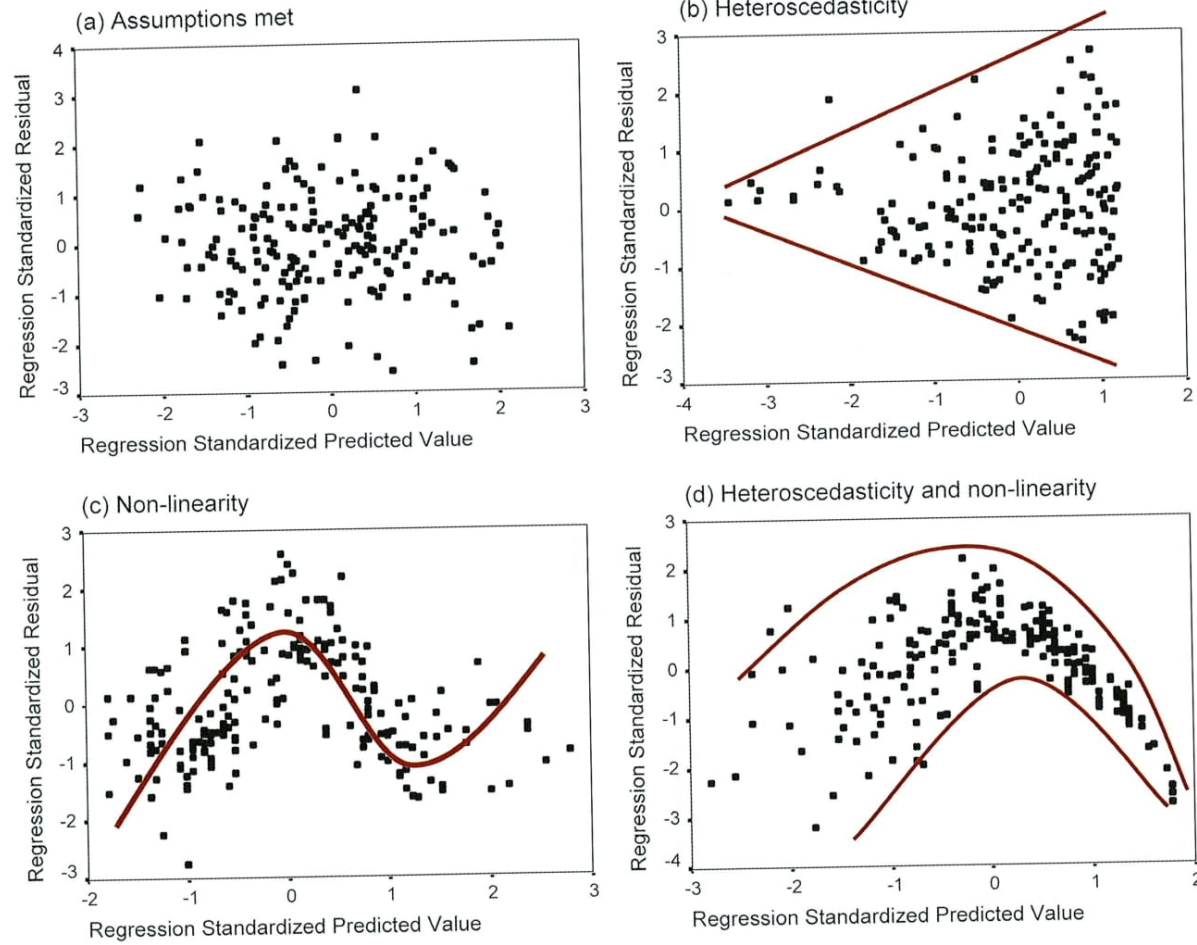 (a) Assumptions met
4
3
2
1
0
-1
-2
-3
-3 -2 -1 0 1 2 3
Regression Standardized Residual
Regression Standardized Predicted Value
(b) Heteroscedasticity
3
2
1
0
-1
-2
-3
-4 -3 -2 -1 0 1 2
Regression Standardized Residual
Regression Standardized Predicted Value
(c) Non-linearity
3
2
1
0
-1
-2
-3
-2 -1 0 1 2 3
Regression Standardized Residual
Regression Standardized Predicted Value
(d) Heteroscedasticity and non-linearity
3
2
1
0
-1
-2
-3
-4
-3 -2 -1 0 1 2
Regression Standardized Residual
Regression Standardized Predicted Value